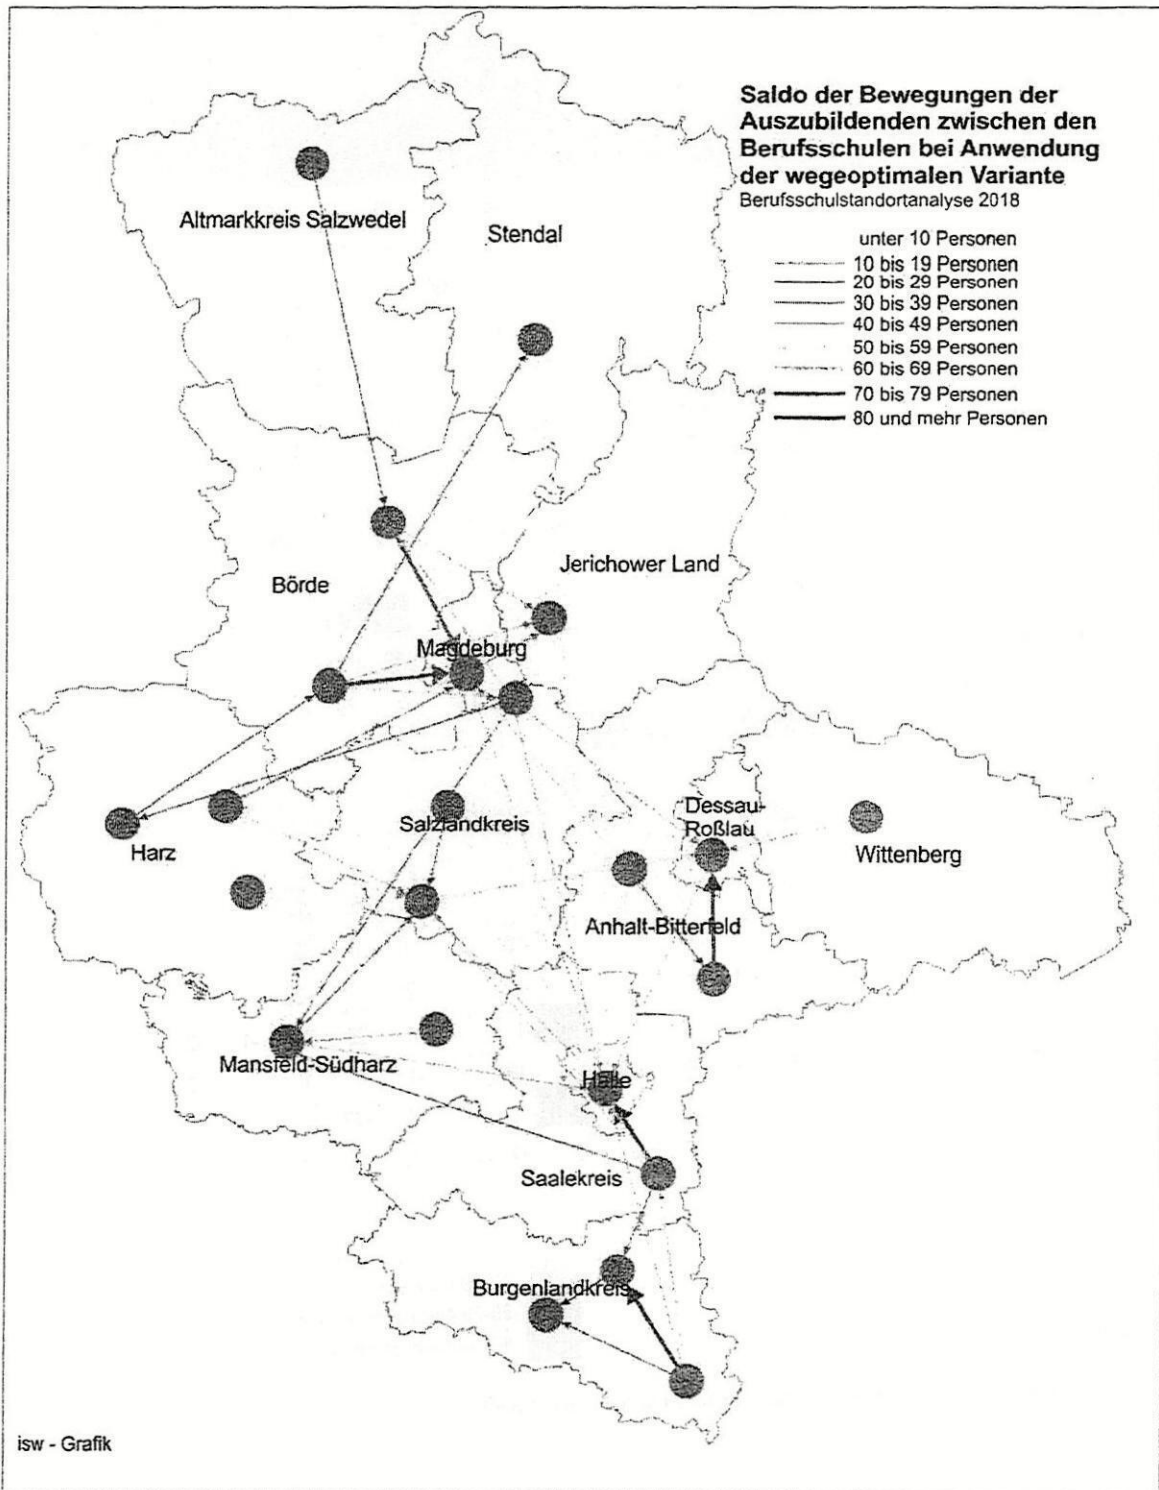 Saldo der Bewegungen der
Auszubildenden zwischen den
Berufsschulen bei Anwendung
der wegeoptimalen Variante
Berufsschulstandortanalyse 2018
unter 10 Personen
10 bis 19 Personen
20 bis 29 Personen
30 bis 39 Personen
40 bis 49 Personen
50 bis 59 Personen
60 bis 69 Personen
70 bis 79 Personen
80 und mehr Personen
Altmarkkreis Salzwedel
Stendal
Jerichower Land
Börde
Magdeburg
Dessau-
Roßlau
Salzlandkreis
Harz
Wittenberg
Anhalt-Bitterfeld
Mansfeld-Südharz
Halle
Saalekreis
Burgenlandkreis
isw - Grafik